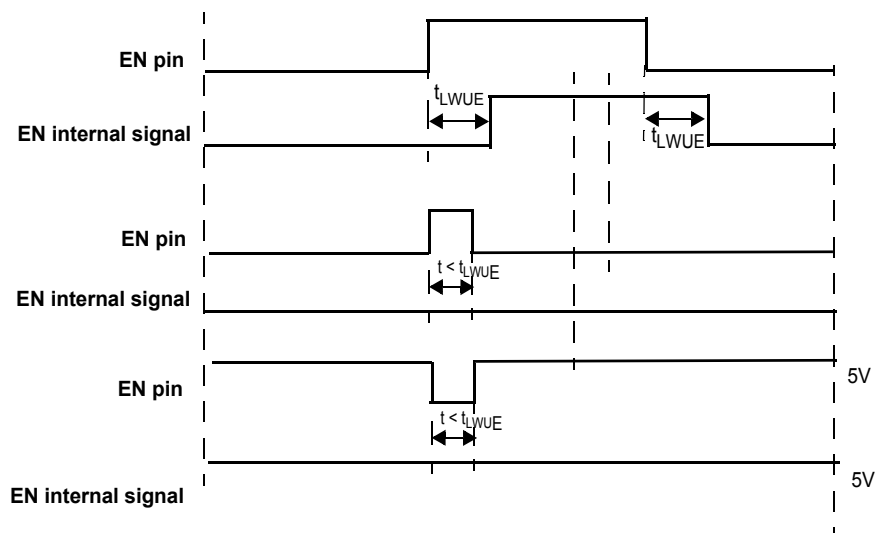 EN pin
tLWUE
EN internal signal
tLWUE
EN pin
t < tLWUE
EN internal signal
EN pin
5V
t < tLWUE
5V
EN internal signal